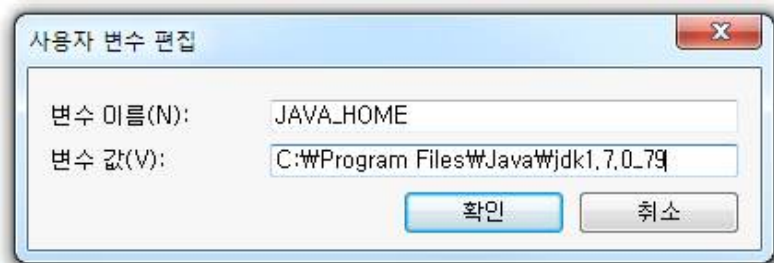 사용자 변수 편집
변수 이름(N): JAVA_HOME
변수 값(V): C:₩Program Files₩Java₩jdk1,7,0_79
확인 취소